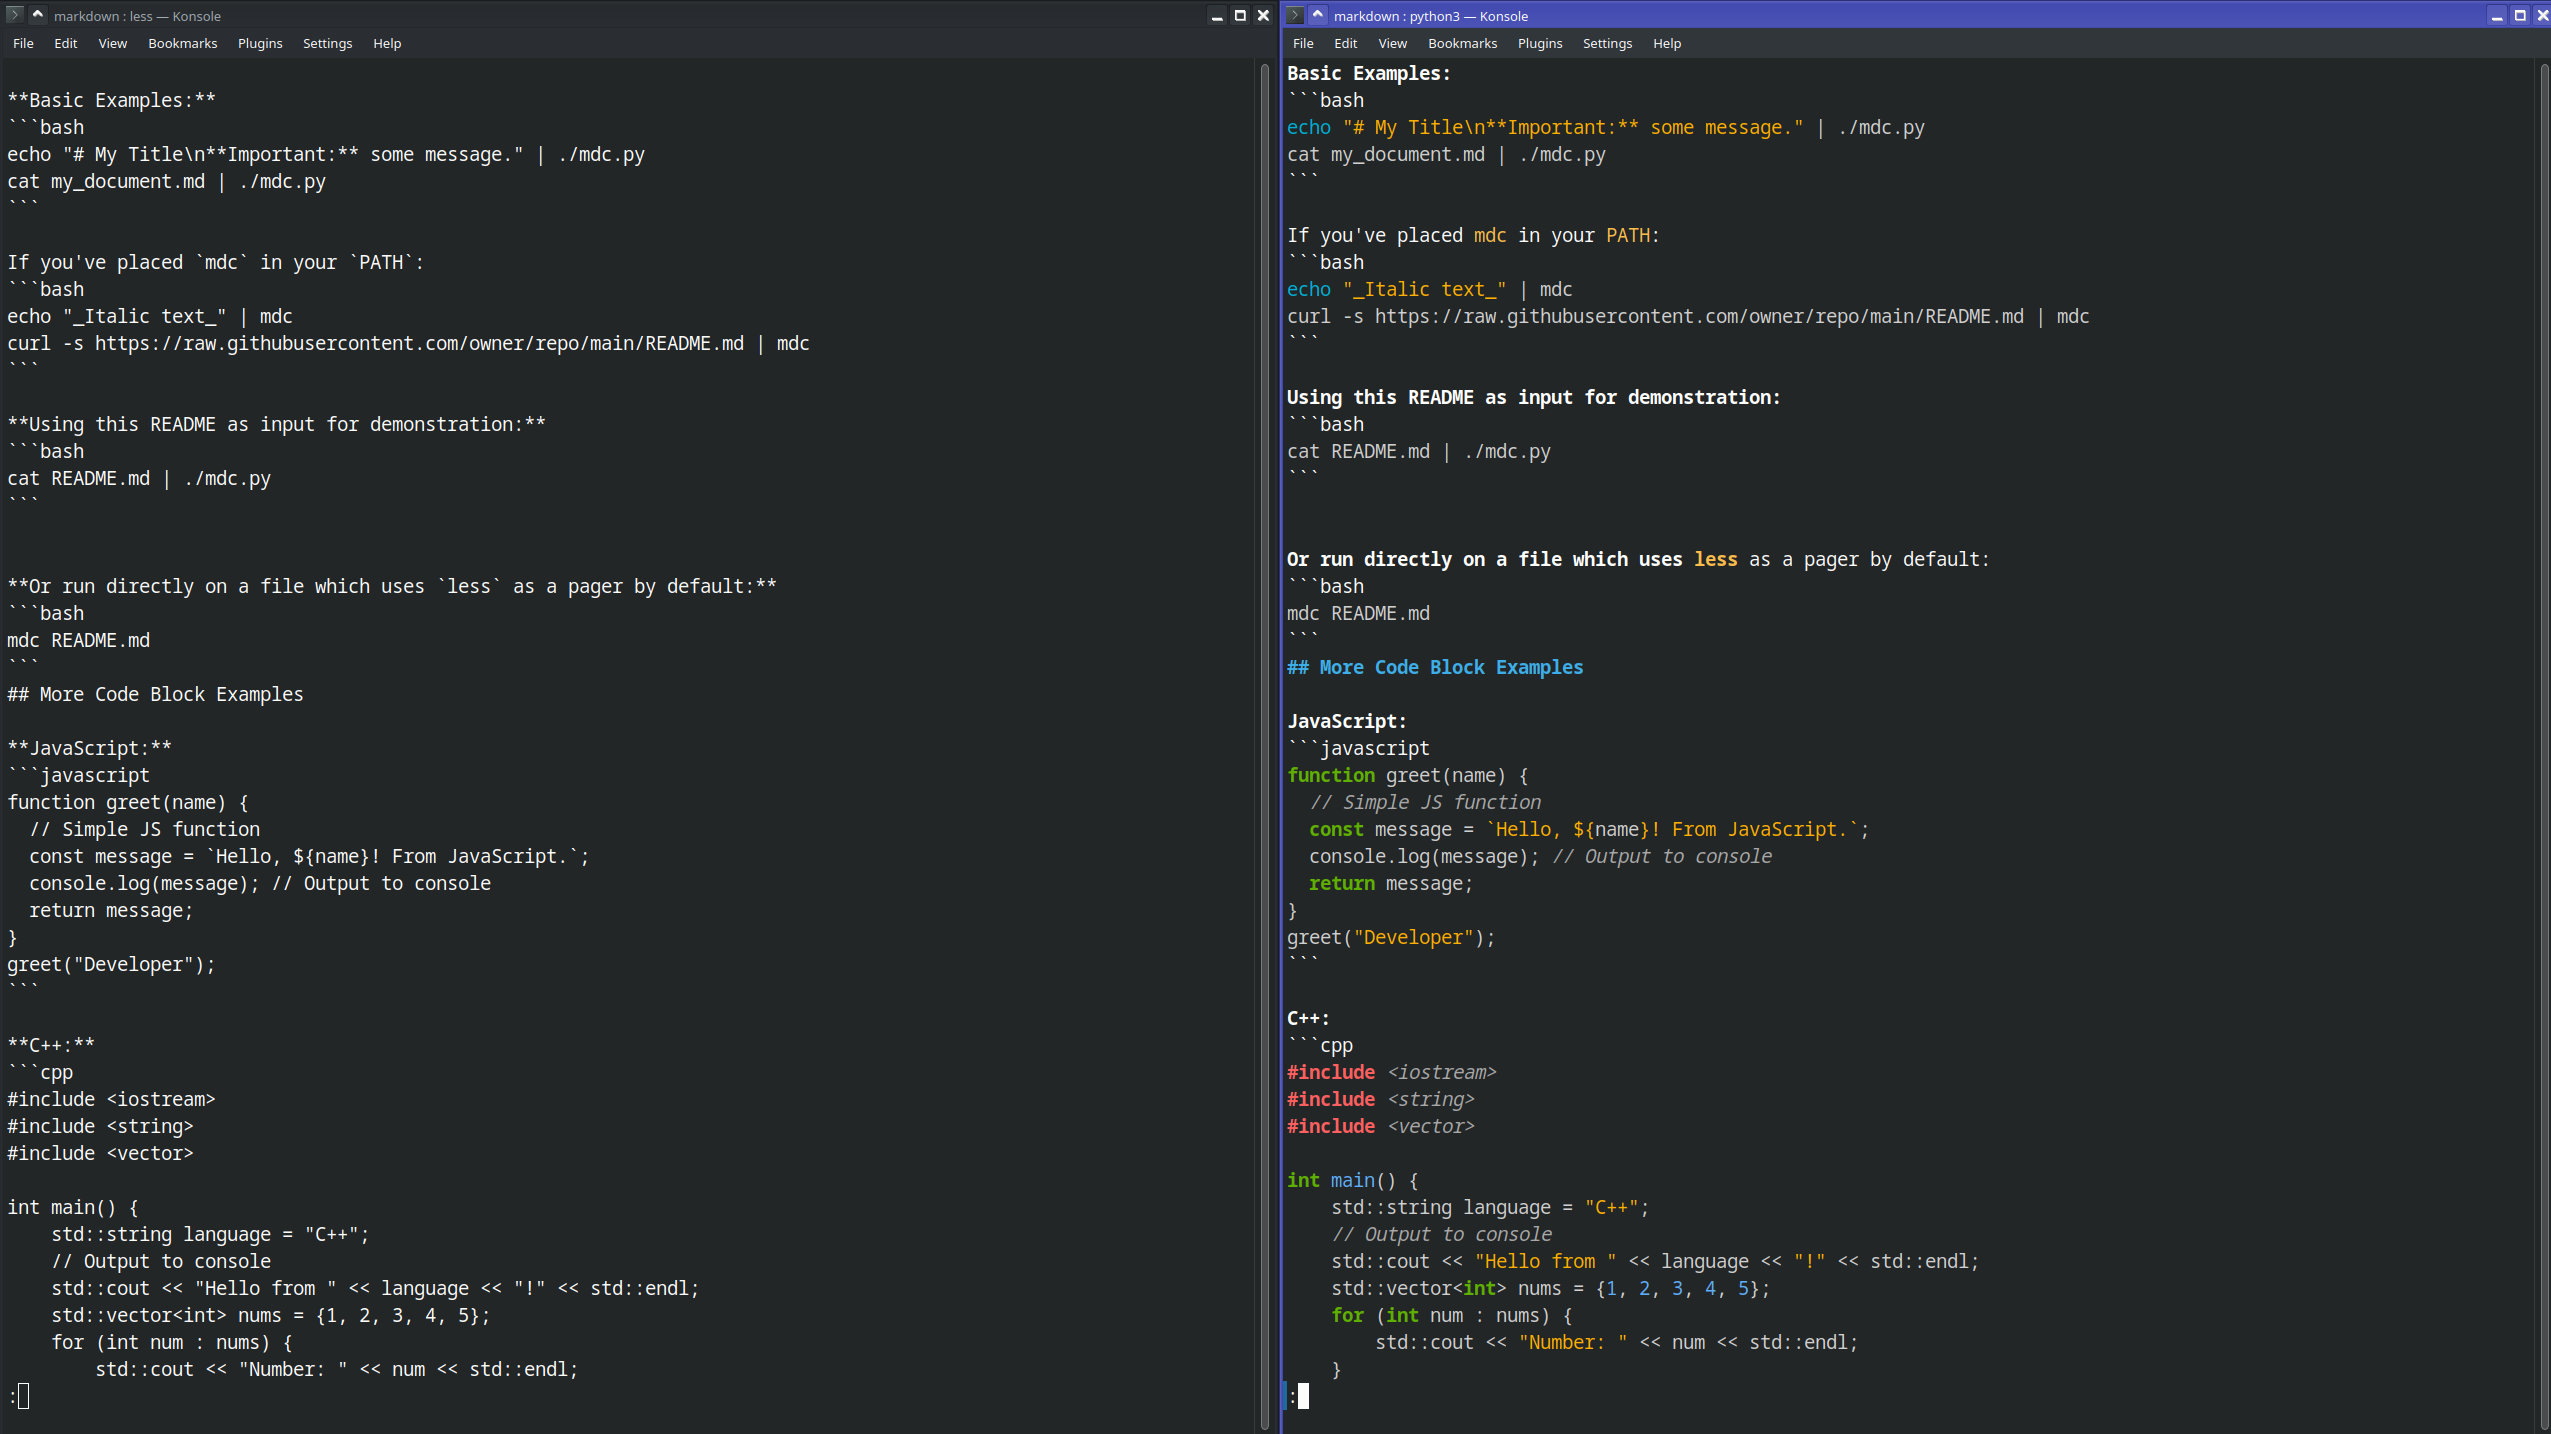 markdown : less — Konsole
File Edit View Bookmarks Plugins Settings Help
**Basic Examples:**
```bash
echo "# My Title\n**Important:** some message." | ./mdc.py
cat my_document.md | ./mdc.py
```
If you've placed `mdc` in your `PATH`:
```bash
echo "_Italic text_" | mdc
curl -s https://raw.githubusercontent.com/owner/repo/main/README.md | mdc
```
**Using this README as input for demonstration:**
```bash
cat README.md | ./mdc.py
```
**Or run directly on a file which uses `less` as a pager by default:**
```bash
mdc README.md
```
## More Code Block Examples
**JavaScript:**
```javascript
function greet(name) {
  // Simple JS function
  const message = `Hello, ${name}! From JavaScript.`;
  console.log(message); // Output to console
  return message;
}
greet("Developer");
```
**C++:**
```cpp
#include <iostream>
#include <string>
#include <vector>
int main() {
    std::string language = "C++";
    // Output to console
    std::cout << "Hello from " << language << "!" << std::endl;
    std::vector<int> nums = {1, 2, 3, 4, 5};
    for (int num : nums) {
        std::cout << "Number: " << num << std::endl;
:
markdown : python3 — Konsole
File Edit View Bookmarks Plugins Settings Help
Basic Examples:
```bash
echo "# My Title\n**Important:** some message." | ./mdc.py
cat my_document.md | ./mdc.py
```
If you've placed mdc in your PATH:
```bash
echo "_Italic text_" | mdc
curl -s https://raw.githubusercontent.com/owner/repo/main/README.md | mdc
```
Using this README as input for demonstration:
```bash
cat README.md | ./mdc.py
```
Or run directly on a file which uses less as a pager by default:
```bash
mdc README.md
```
## More Code Block Examples
JavaScript:
```javascript
function greet(name) {
  // Simple JS function
  const message = `Hello, ${name}! From JavaScript.`;
  console.log(message); // Output to console
  return message;
}
greet("Developer");
```
C++:
```cpp
#include <iostream>
#include <string>
#include <vector>
int main() {
    std::string language = "C++";
    // Output to console
    std::cout << "Hello from " << language << "!" << std::endl;
    std::vector<int> nums = {1, 2, 3, 4, 5};
    for (int num : nums) {
        std::cout << "Number: " << num << std::endl;
    }
: